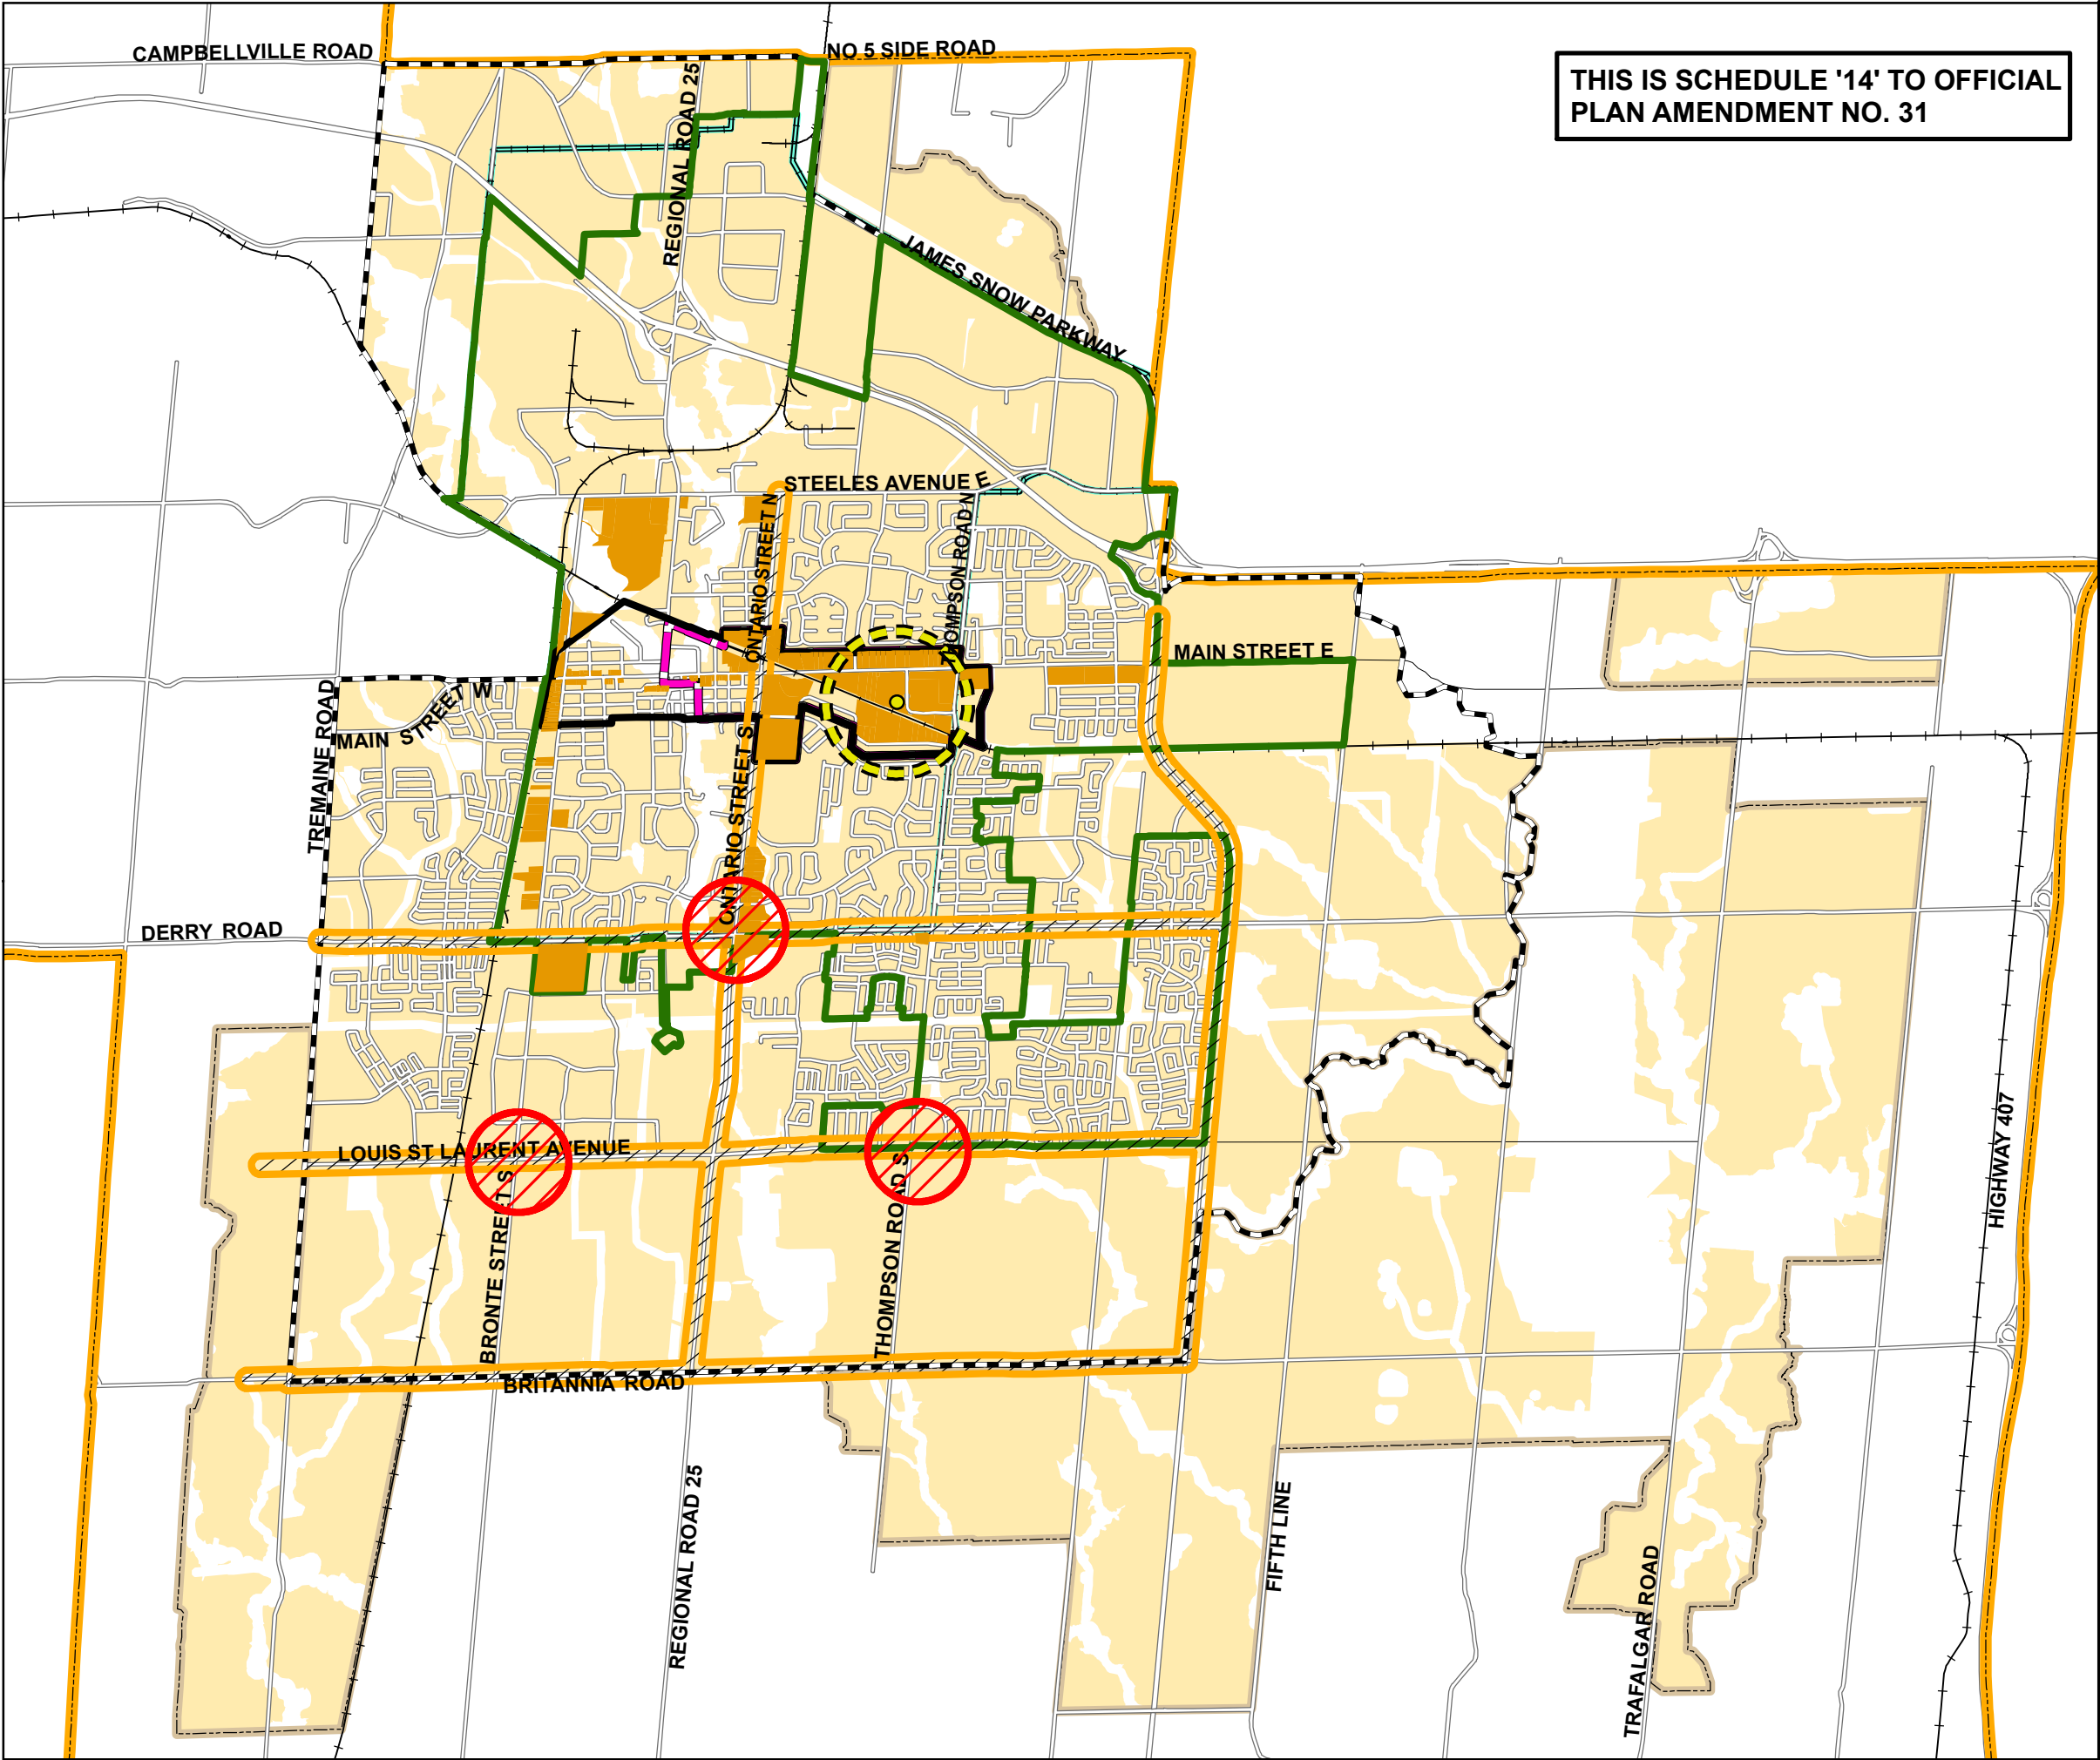 CAMPBELLVILLE ROAD
NO 5 SIDE ROAD
THIS IS SCHEDULE '14' TO OFFICIAL
PLAN AMENDMENT NO. 31
REGIONAL ROAD 25
JAMES SNOW PARKWAY
STEELES AVENUE E
ONTARIO STREET N
THOMPSON ROAD N
MAIN STREET E
TREMAINE ROAD
MAIN STREET W
ONTARIO STREET S
DERRY ROAD
LOUIS ST LAURENT AVENUE
BRONTE STREET S
THOMPSON ROAD S
HIGHWAY 407
BRITANNIA ROAD
REGIONAL ROAD 25
FIFTH LINE
TRAFALGAR ROAD